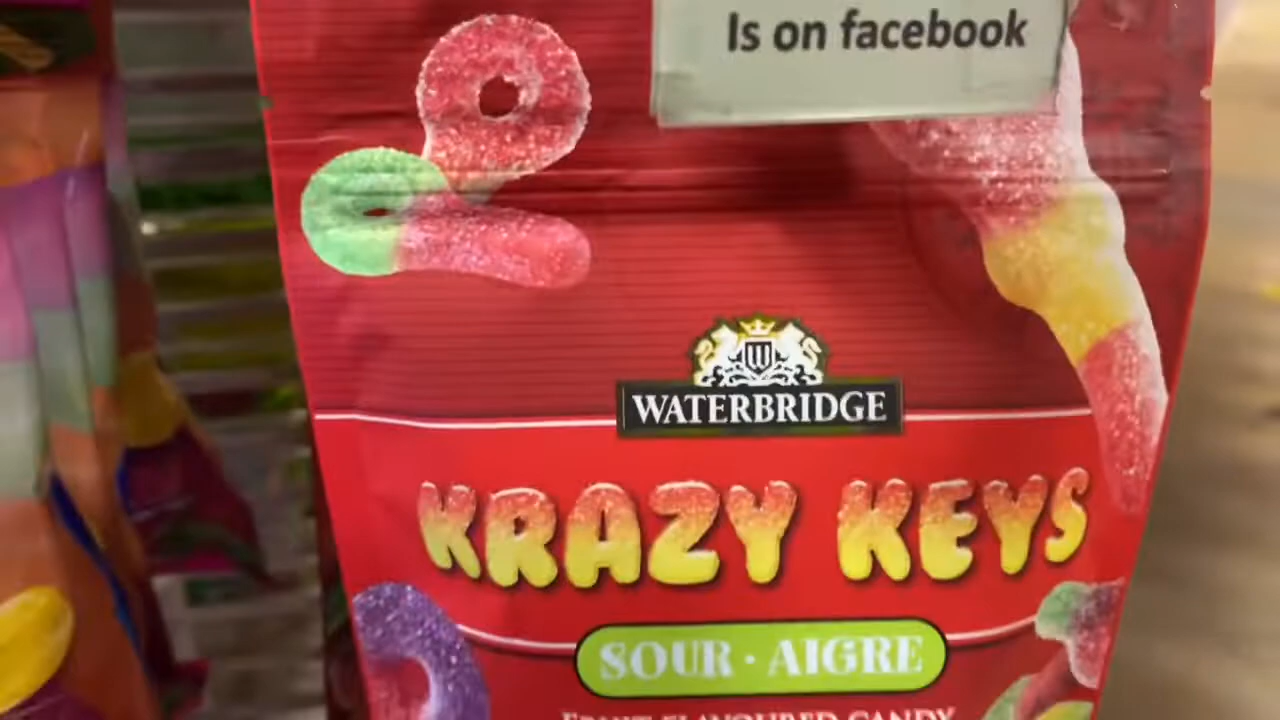 Is on facebook
W
WATERBRIDGE
KRAZY KEYS
SOUR · AIGRE
FRUIT FLAVOURED CANDY